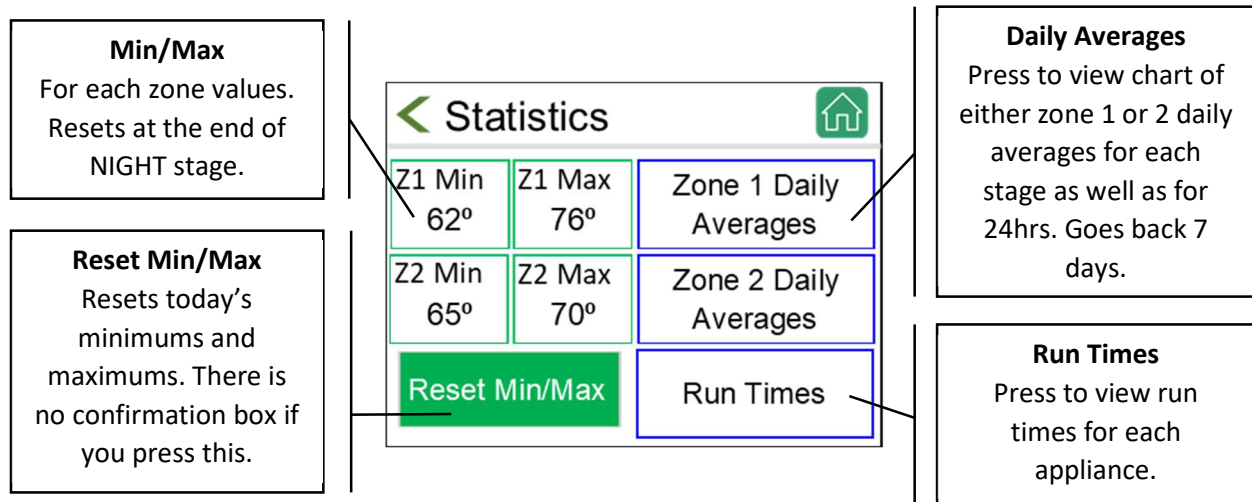 Min/Max
For each zone values.
Resets at the end of
NIGHT stage.
Reset Min/Max
Resets today’s
minimums and
maximums. There is
no confirmation box if
you press this.
Statistics
Z1 Min
62º
Z1 Max
76º
Zone 1 Daily
Averages
Z2 Min
65º
Z2 Max
70º
Zone 2 Daily
Averages
Reset Min/Max
Run Times
Daily Averages
Press to view chart of
either zone 1 or 2 daily
averages for each
stage as well as for
24hrs. Goes back 7
days.
Run Times
Press to view run
times for each
appliance.